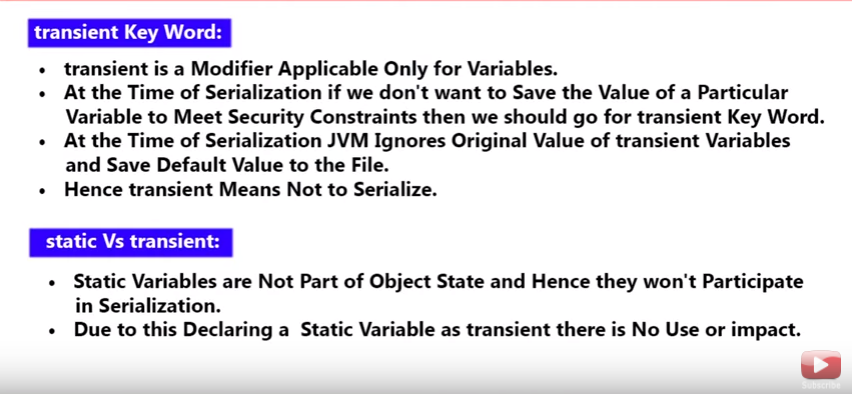 transient Key Word:
• transient is a Modifier Applicable Only for Variables.
• At the Time of Serialization if we don't want to Save the Value of a Particular
Variable to Meet Security Constraints then we should go for transient Key Word.
• At the Time of Serialization JVM Ignores Original Value of transient Variables
and Save Default Value to the File.
• Hence transient Means Not to Serialize.
static Vs transient:
• Static Variables are Not Part of Object State and Hence they won't Participate
in Serialization.
• Due to this Declaring a Static Variable as transient there is No Use or impact.
Subscribe